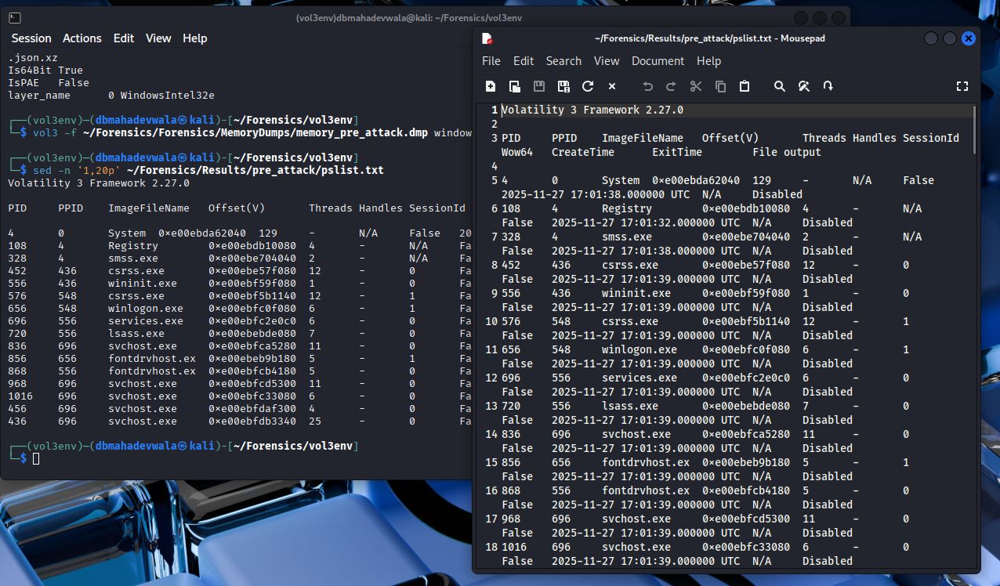 (vol3env)dbmahadevwala@kali: ~/Forensics/vol3env
Session Actions Edit View Help
.json.xz
Is64Bit True
IsPAE False
layer_name 0 WindowsIntel32e
┌──(vol3env)─(dbmahadevwala㉿kali)-[~/Forensics/vol3env]
└─$ vol3 -f ~/Forensics/Forensics/MemoryDumps/memory_pre_attack.dmp window
┌──(vol3env)─(dbmahadevwala㉿kali)-[~/Forensics/vol3env]
└─$ sed -n '1,20p' ~/Forensics/Results/pre_attack/pslist.txt
Volatility 3 Framework 2.27.0
PID PPID ImageFileName Offset(V) Threads Handles SessionId
4 0 System 0×e00ebda62040 129 - N/A False 20
108 4 Registry 0×e00ebdb10080 4 - N/A Fa
328 4 smss.exe 0×e00ebe704040 2 - N/A Fa
452 436 csrss.exe 0×e00ebe57f080 12 - 0 Fa
556 436 wininit.exe 0×e00ebf59f080 1 - 0 Fa
576 548 csrss.exe 0×e00ebf5b1140 12 - 1 Fa
656 548 winlogon.exe 0×e00ebfc0f080 6 - 1 Fa
696 556 services.exe 0×e00ebfc2e0c0 6 - 0 Fa
720 556 lsass.exe 0×e00ebebde080 7 - 0 Fa
836 696 svchost.exe 0×e00ebfca5280 11 - 0 Fa
856 656 fontdrvhost.ex 0×e00ebeb9b180 5 - 1 Fa
868 556 fontdrvhost.ex 0×e00ebfcb4180 5 - 0 Fa
968 696 svchost.exe 0×e00ebfcd5300 11 - 0 Fa
1016 696 svchost.exe 0×e00ebfc33080 6 - 0 Fa
456 696 svchost.exe 0×e00ebfdaf300 4 - 0 Fa
436 696 svchost.exe 0×e00ebfdb3340 25 - 0 Fa
┌──(vol3env)─(dbmahadevwala㉿kali)-[~/Forensics/vol3env]
└─$
~/Forensics/Results/pre_attack/pslist.txt - Mousepad
File Edit Search View Document Help
1 Volatility 3 Framework 2.27.0
2
3 PID PPID ImageFileName Offset(V) Threads Handles SessionId
Wow64 CreateTime ExitTime File output
4
5 4 0 System 0×e00ebda62040 129 - N/A False
2025-11-27 17:01:38.000000 UTC N/A Disabled
6 108 4 Registry 0×e00ebdb10080 4 - N/A
False 2025-11-27 17:01:32.000000 UTC N/A Disabled
7 328 4 smss.exe 0×e00ebe704040 2 - N/A
False 2025-11-27 17:01:38.000000 UTC N/A Disabled
8 452 436 csrss.exe 0×e00ebe57f080 12 - 0
False 2025-11-27 17:01:39.000000 UTC N/A Disabled
9 556 436 wininit.exe 0×e00ebf59f080 1 - 0
False 2025-11-27 17:01:39.000000 UTC N/A Disabled
10 576 548 csrss.exe 0×e00ebf5b1140 12 - 1
False 2025-11-27 17:01:39.000000 UTC N/A Disabled
11 656 548 winlogon.exe 0×e00ebfc0f080 6 - 1
False 2025-11-27 17:01:39.000000 UTC N/A Disabled
12 696 556 services.exe 0×e00ebfc2e0c0 6 - 0
False 2025-11-27 17:01:39.000000 UTC N/A Disabled
13 720 556 lsass.exe 0×e00ebebde080 7 - 0
False 2025-11-27 17:01:39.000000 UTC N/A Disabled
14 836 696 svchost.exe 0×e00ebfca5280 11 - 0
False 2025-11-27 17:01:39.000000 UTC N/A Disabled
15 856 656 fontdrvhost.ex 0×e00ebeb9b180 5 - 1
False 2025-11-27 17:01:39.000000 UTC N/A Disabled
16 868 556 fontdrvhost.ex 0×e00ebfcb4180 5 - 0
False 2025-11-27 17:01:39.000000 UTC N/A Disabled
17 968 696 svchost.exe 0×e00ebfcd5300 11 - 0
False 2025-11-27 17:01:39.000000 UTC N/A Disabled
18 1016 696 svchost.exe 0×e00ebfc33080 6 - 0
False 2025-11-27 17:01:39.000000 UTC N/A Disabled